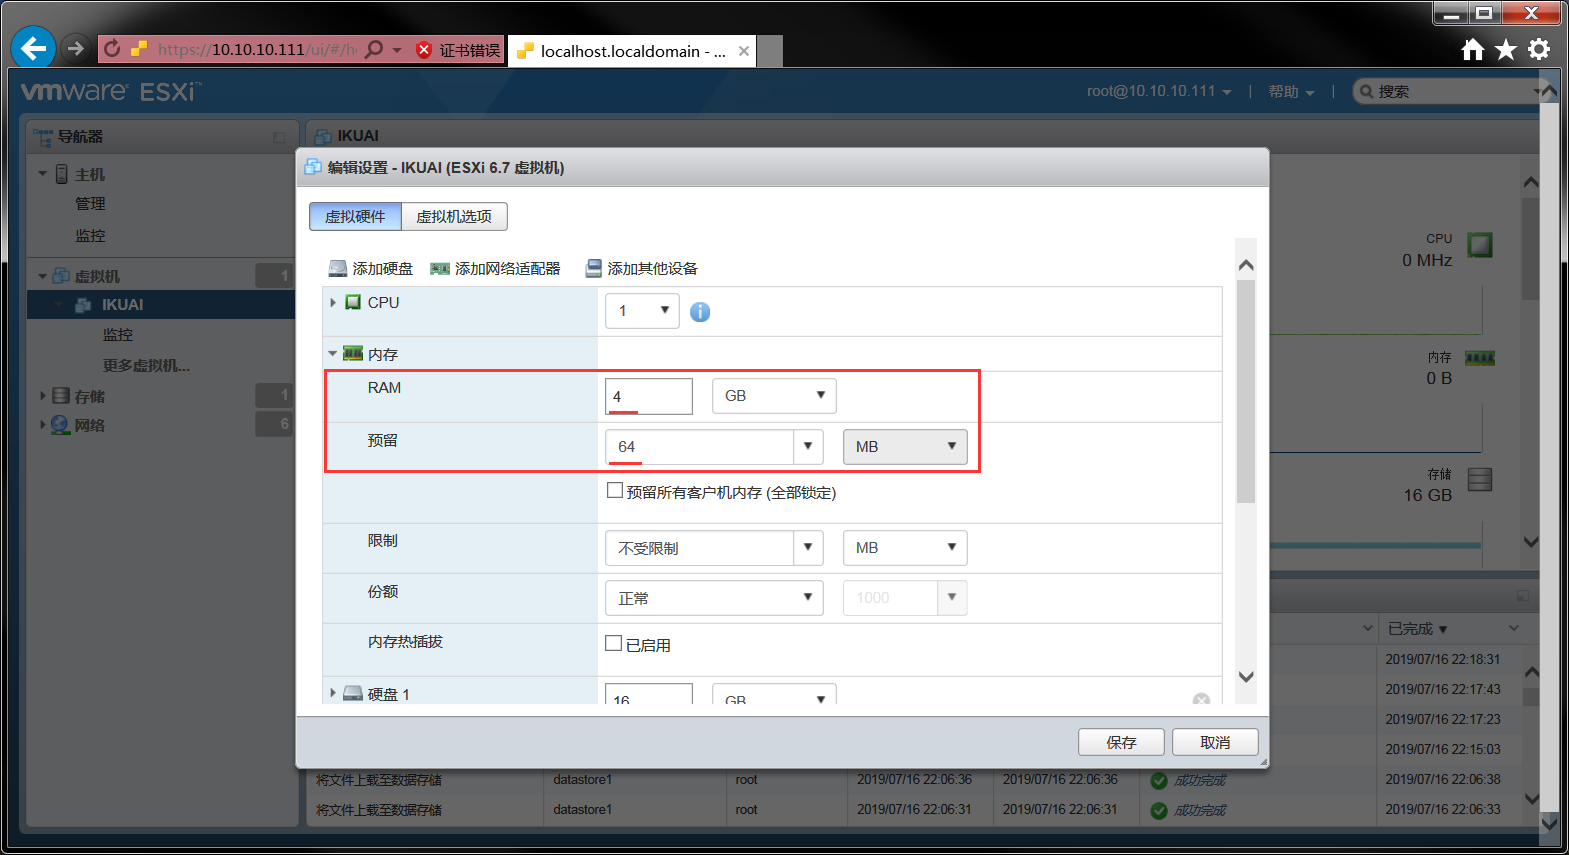 https://10.10.10.111/ui/#/h
证书错误
localhost.localdomain - ...
vmware ESXi™
root@10.10.10.111
帮助
搜索
导航器
主机
管理
监控
虚拟机 1
IKUAI
监控
更多虚拟机...
存储 1
网络 6
IKUAI
CPU
0 MHz
内存
0 B
存储
16 GB
编辑设置 - IKUAI (ESXi 6.7 虚拟机)
虚拟硬件
虚拟机选项
添加硬盘
添加网络适配器
添加其他设备
CPU 1
内存
RAM 4 GB
预留 64 MB
预留所有客户机内存 (全部锁定)
限制 不受限制 MB
份额 正常 1000
内存热插拔 已启用
硬盘 1 16 GB
保存
取消
已完成 ▼
2019/07/16 22:18:31
2019/07/16 22:17:43
2019/07/16 22:17:23
2019/07/16 22:15:03
将文件上载至数据存储 datastore1 root 2019/07/16 22:06:36 2019/07/16 22:06:36 成功完成 2019/07/16 22:06:38
将文件上载至数据存储 datastore1 root 2019/07/16 22:06:31 2019/07/16 22:06:31 成功完成 2019/07/16 22:06:33